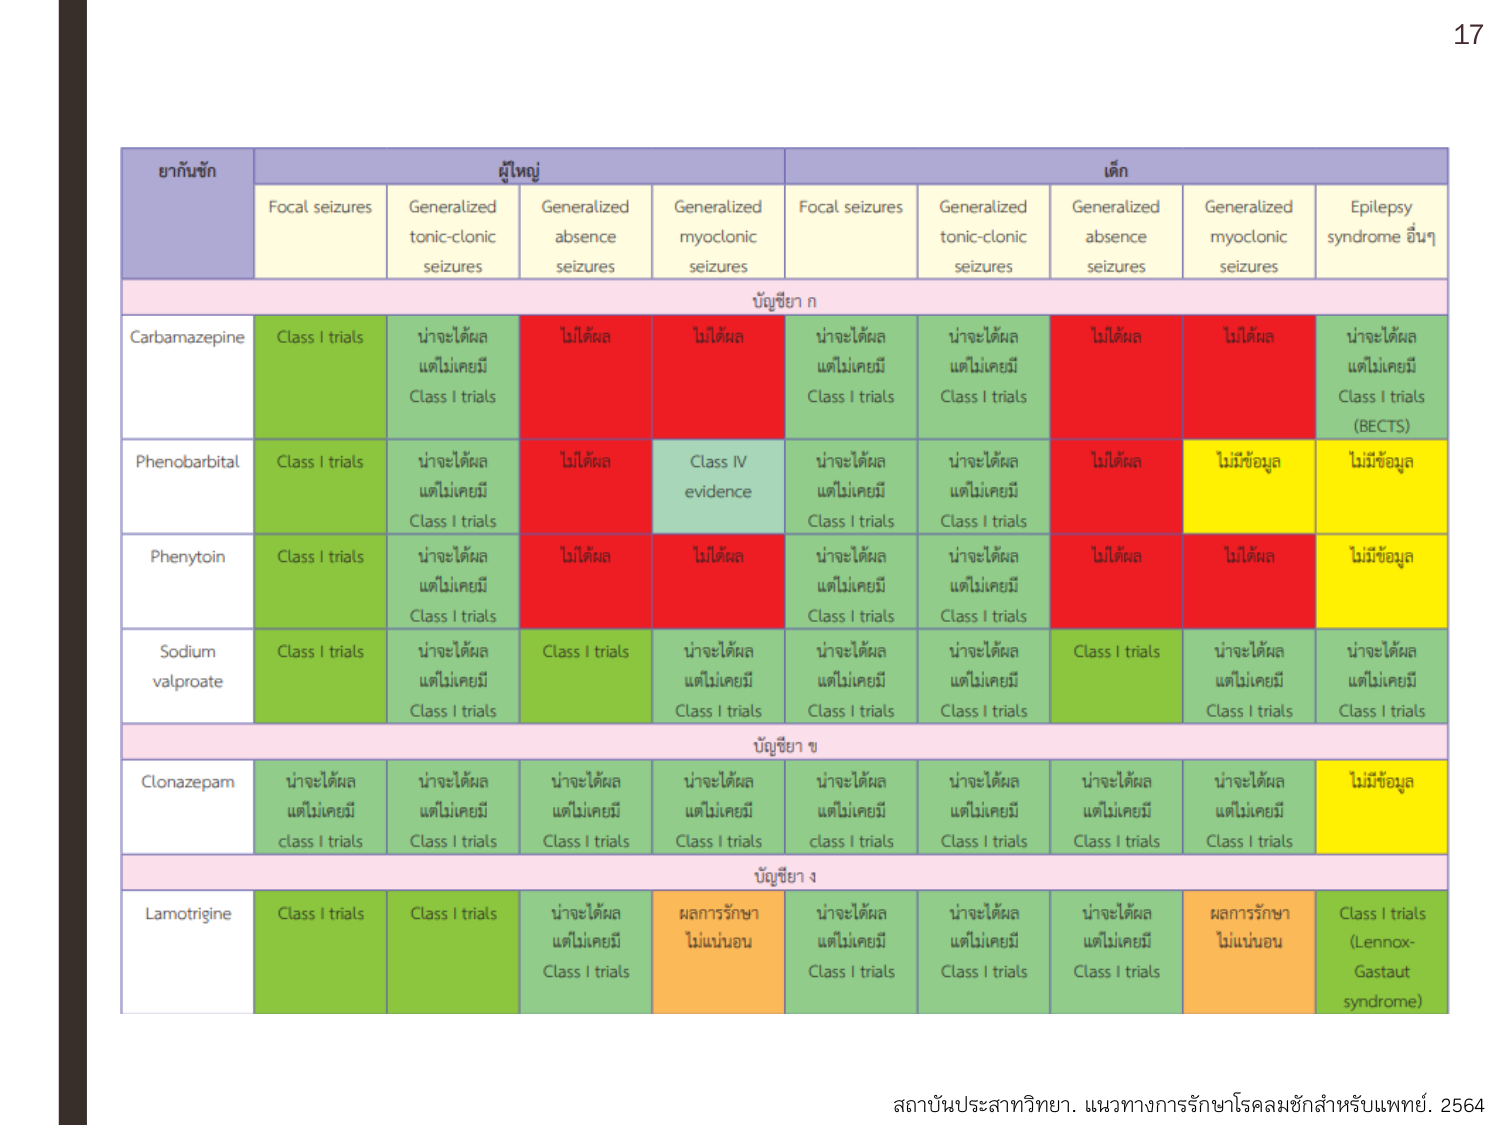 17
ยากันชัก ผู้ใหญ่ เด็ก
Focal seizures Generalized Generalized Generalized Focal seizures Generalized Generalized Generalized Epilepsy
tonic-clonic absence myoclonic tonic-clonic absence myoclonic syndrome อื่นๆ
seizures seizures seizures seizures seizures seizures
บัญชียา ก
Carbamazepine Class I trials น่าจะได้ผล ไม่ได้ผล ไม่ได้ผล น่าจะได้ผล น่าจะได้ผล ไม่ได้ผล ไม่ได้ผล น่าจะได้ผล
แต่ไม่เคยมี แต่ไม่เคยมี แต่ไม่เคยมี แต่ไม่เคยมี
Class I trials Class I trials Class I trials Class I trials
(BECTS)
Phenobarbital Class I trials น่าจะได้ผล ไม่ได้ผล Class IV น่าจะได้ผล น่าจะได้ผล ไม่ได้ผล ไม่มีข้อมูล ไม่มีข้อมูล
แต่ไม่เคยมี evidence แต่ไม่เคยมี แต่ไม่เคยมี
Class I trials Class I trials Class I trials
Phenytoin Class I trials น่าจะได้ผล ไม่ได้ผล ไม่ได้ผล น่าจะได้ผล น่าจะได้ผล ไม่ได้ผล ไม่ได้ผล ไม่มีข้อมูล
แต่ไม่เคยมี แต่ไม่เคยมี แต่ไม่เคยมี
Class I trials Class I trials Class I trials
Sodium Class I trials น่าจะได้ผล Class I trials น่าจะได้ผล น่าจะได้ผล น่าจะได้ผล Class I trials น่าจะได้ผล น่าจะได้ผล
valproate แต่ไม่เคยมี แต่ไม่เคยมี แต่ไม่เคยมี แต่ไม่เคยมี แต่ไม่เคยมี แต่ไม่เคยมี
Class I trials Class I trials Class I trials Class I trials Class I trials Class I trials
บัญชียา ข
Clonazepam น่าจะได้ผล น่าจะได้ผล น่าจะได้ผล น่าจะได้ผล น่าจะได้ผล น่าจะได้ผล น่าจะได้ผล น่าจะได้ผล ไม่มีข้อมูล
แต่ไม่เคยมี แต่ไม่เคยมี แต่ไม่เคยมี แต่ไม่เคยมี แต่ไม่เคยมี แต่ไม่เคยมี แต่ไม่เคยมี แต่ไม่เคยมี
class I trials Class I trials Class I trials Class I trials class I trials Class I trials Class I trials Class I trials
บัญชียา ง
Lamotrigine Class I trials Class I trials น่าจะได้ผล ผลการรักษา น่าจะได้ผล น่าจะได้ผล น่าจะได้ผล ผลการรักษา Class I trials
แต่ไม่เคยมี ไม่แน่นอน แต่ไม่เคยมี แต่ไม่เคยมี แต่ไม่เคยมี ไม่แน่นอน (Lennox-
Class I trials Class I trials Class I trials Class I trials Gastaut
syndrome)
สถาบันประสาทวิทยา. แนวทางการรักษาโรคลมชักสำหรับแพทย์. 2564